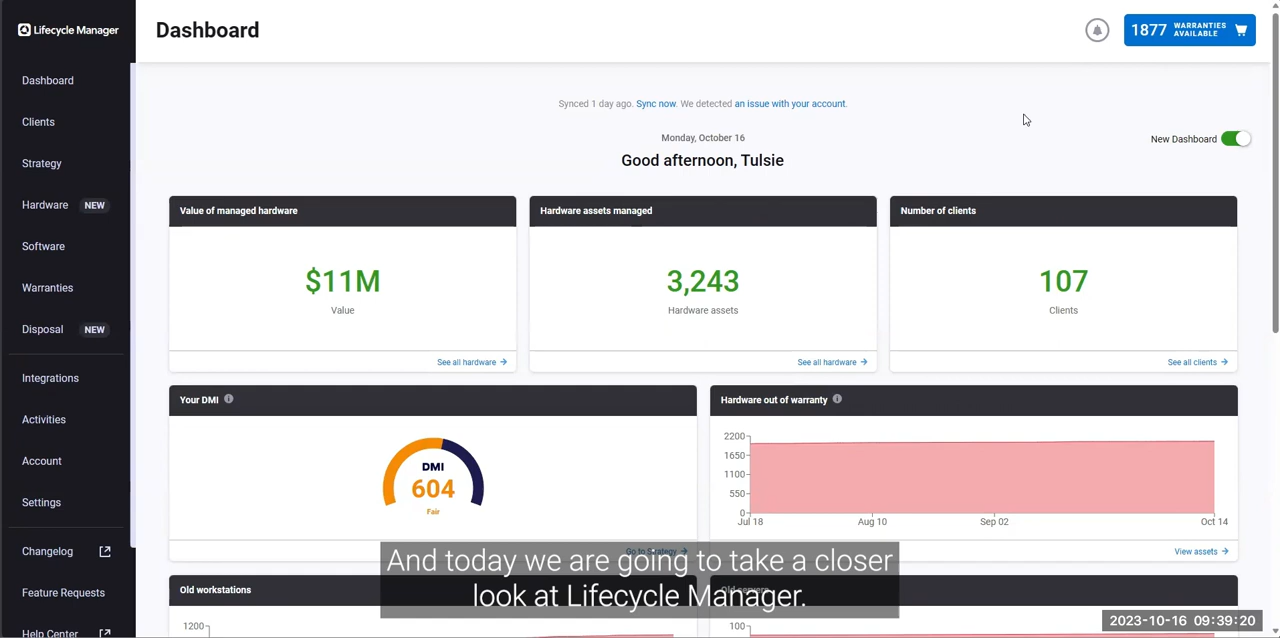 Lifecycle Manager
Dashboard
1877 WARRANTIES AVAILABLE
Dashboard
Clients
Strategy
Hardware NEW
Software
Warranties
Disposal NEW
Integrations
Activities
Account
Settings
Changelog
Feature Requests
Help Center
Synced 1 day ago. Sync now. We detected an issue with your account.
Monday, October 16
New Dashboard
Good afternoon, Tulsie
Value of managed hardware
$11M
Value
See all hardware →
Hardware assets managed
3,243
Hardware assets
See all hardware →
Number of clients
107
Clients
See all clients →
Your DMI
DMI
604
Fair
Go to Strategy →
Hardware out of warranty
2200
1650
1100
550
0
Jul 18 Aug 10 Sep 02 Oct 14
View assets →
And today we are going to take a closer
look at Lifecycle Manager.
Old workstations
1200
Old servers
100
2023-10-16 09:39:20